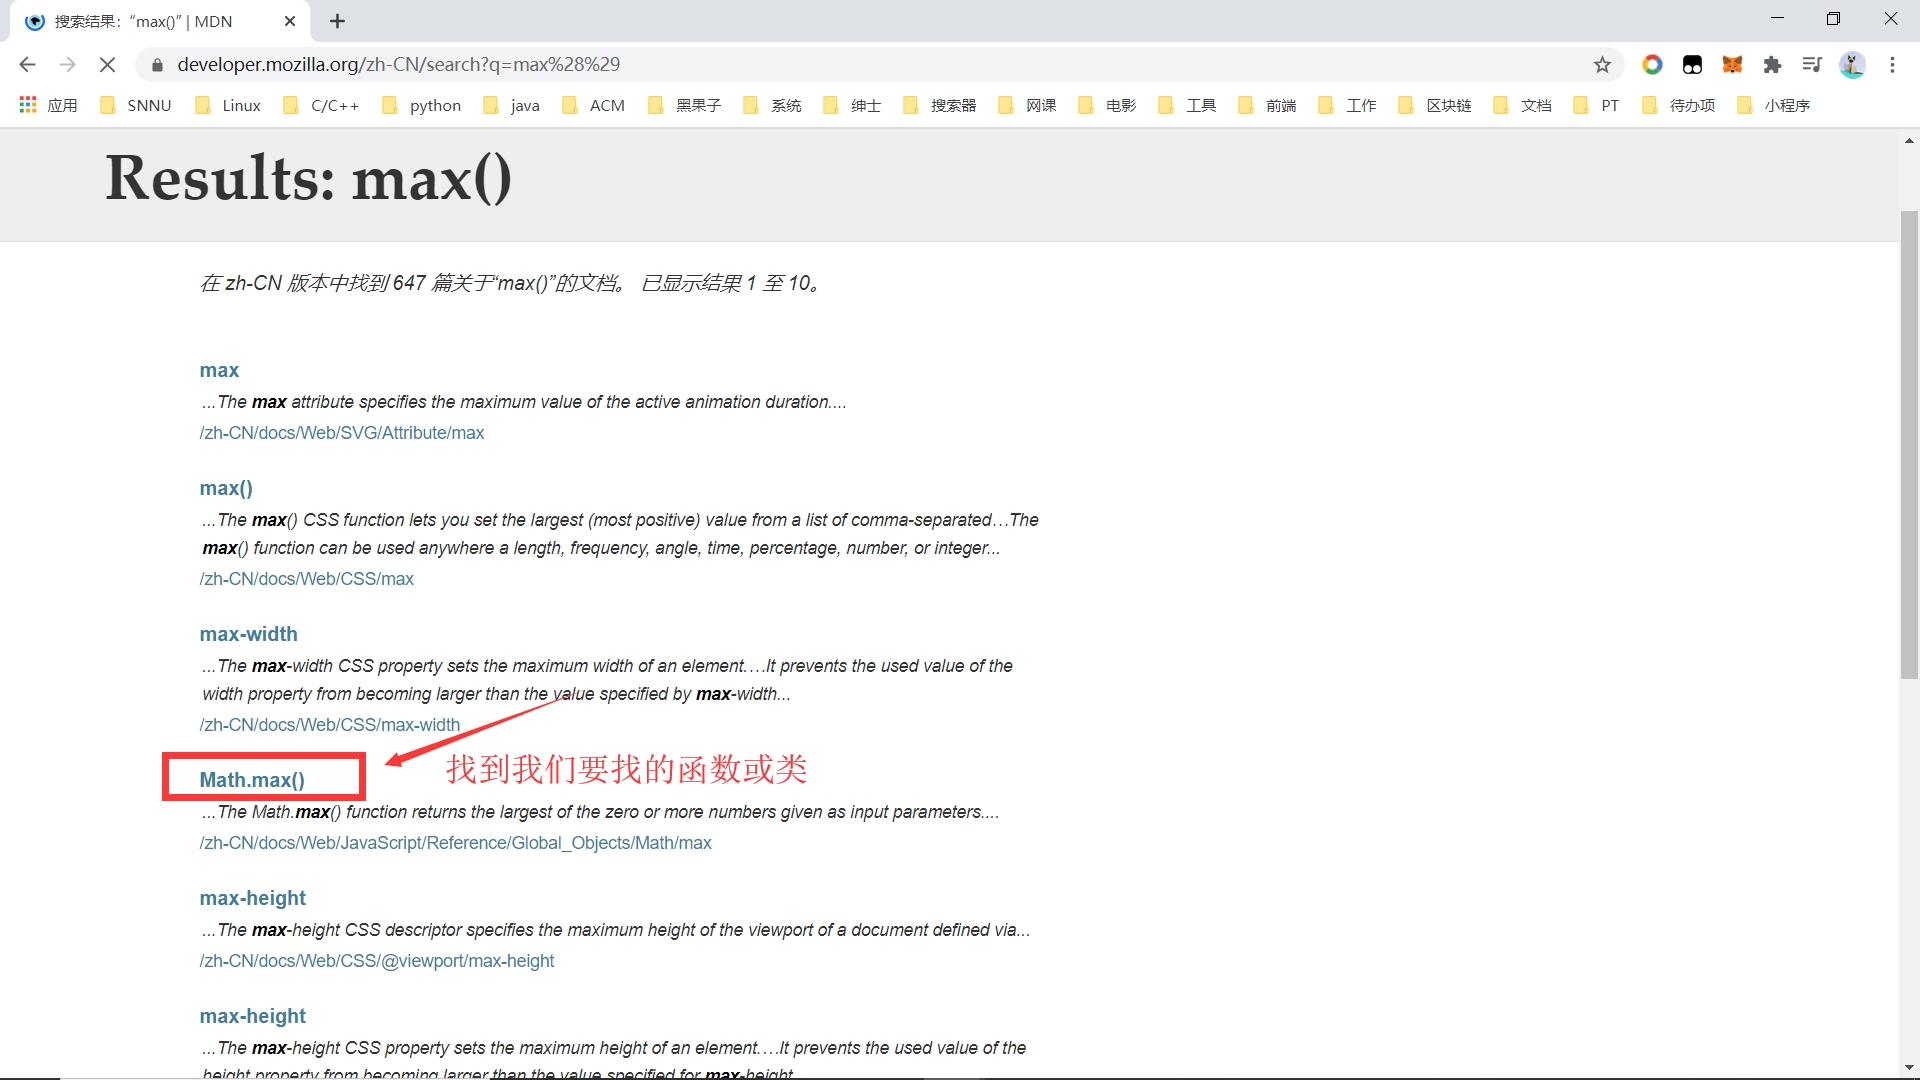 搜索结果：“max()” | MDN
developer.mozilla.org/zh-CN/search?q=max%28%29
应用 SNNU Linux C/C++ python java ACM 黑果子 系统 绅士 搜索器 网课 电影 工具 前端 工作 区块链 文档 PT 待办项 小程序
Results: max()
在 zh-CN 版本中找到 647 篇关于“max()”的文档。 已显示结果 1 至 10。
max
...The max attribute specifies the maximum value of the active animation duration....
/zh-CN/docs/Web/SVG/Attribute/max
max()
...The max() CSS function lets you set the largest (most positive) value from a list of comma-separated…The
max() function can be used anywhere a length, frequency, angle, time, percentage, number, or integer...
/zh-CN/docs/Web/CSS/max
max-width
...The max-width CSS property sets the maximum width of an element.…It prevents the used value of the
width property from becoming larger than the value specified by max-width...
/zh-CN/docs/Web/CSS/max-width
Math.max()
找到我们要找的函数或类
...The Math.max() function returns the largest of the zero or more numbers given as input parameters....
/zh-CN/docs/Web/JavaScript/Reference/Global_Objects/Math/max
max-height
...The max-height CSS descriptor specifies the maximum height of the viewport of a document defined via...
/zh-CN/docs/Web/CSS/@viewport/max-height
max-height
...The max-height CSS property sets the maximum height of an element.…It prevents the used value of the
height property from becoming larger than the value specified for max-height